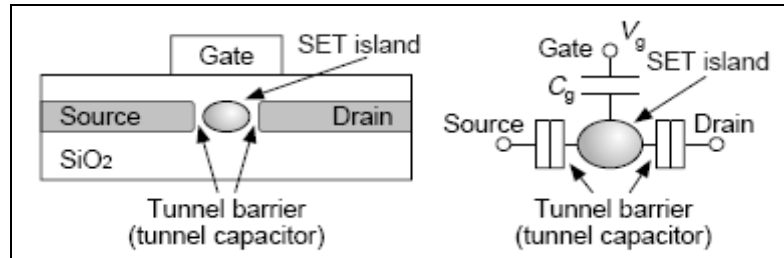 Gate
SET island
Source
Drain
SiO₂
Tunnel barrier
(tunnel capacitor)
Gate
Vg
Cg
SET island
Source
Drain
Tunnel barrier
(tunnel capacitor)